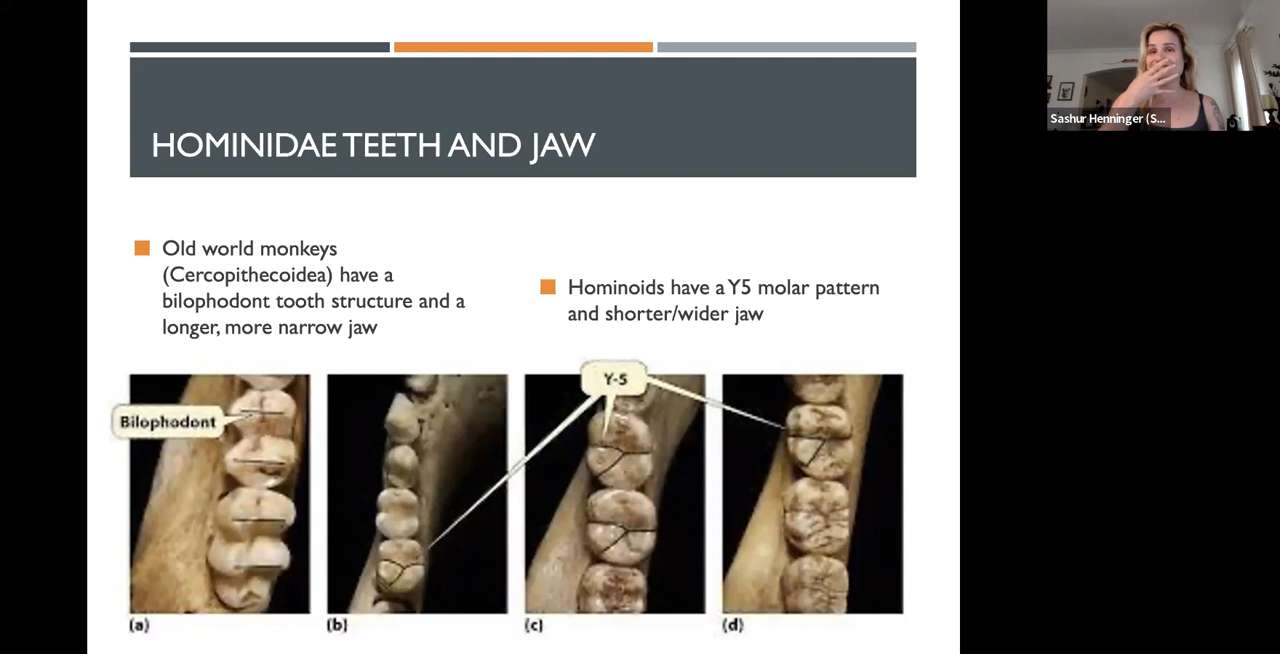 HOMINIDAE TEETH AND JAW
Old world monkeys
(Cercopithecoidea) have a
bilophodont tooth structure and a
longer, more narrow jaw
Hominoids have a Y5 molar pattern
and shorter/wider jaw
Y-5
Bilophodont
(a)
(b)
(c)
(d)
Sashur Henninger (S...